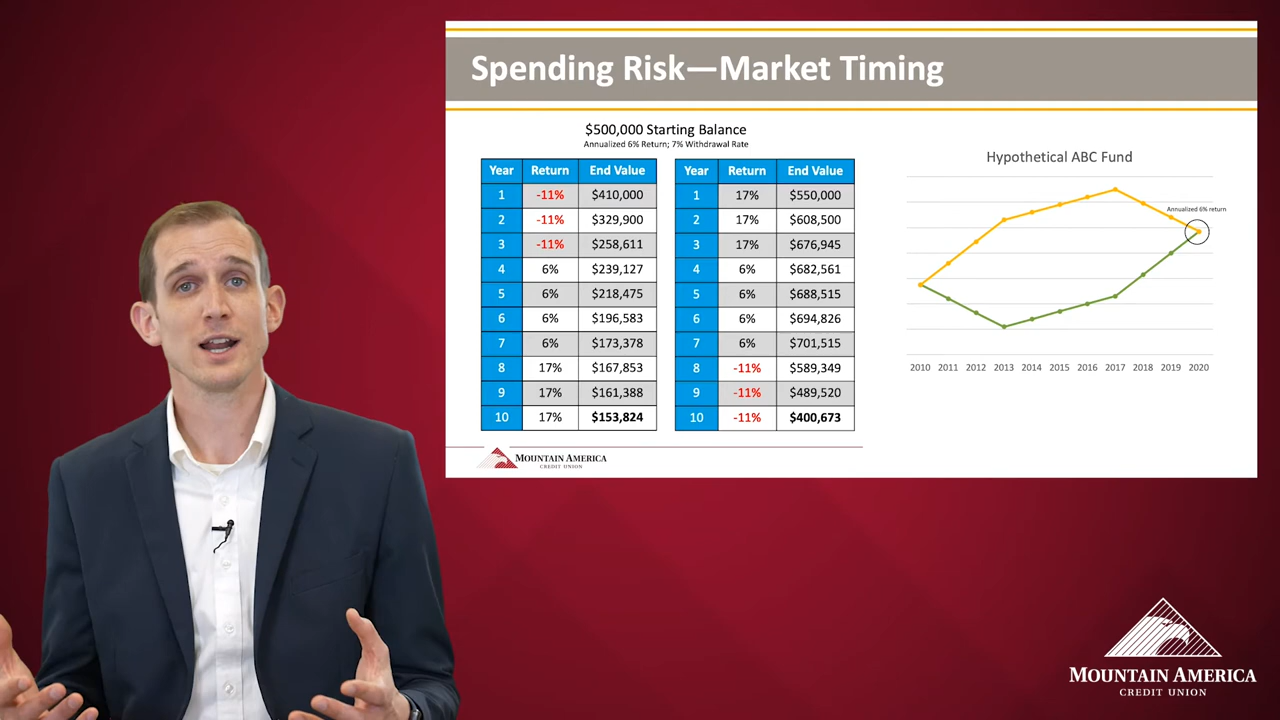 Spending Risk—Market Timing
$500,000 Starting Balance
Annualized 6% Return; 7% Withdrawal Rate
Year Return End Value
1 -11% $410,000
2 -11% $329,900
3 -11% $258,611
4 6% $239,127
5 6% $218,475
6 6% $196,583
7 6% $173,378
8 17% $167,853
9 17% $161,388
10 17% $153,824
Year Return End Value
1 17% $550,000
2 17% $608,500
3 17% $676,945
4 6% $682,561
5 6% $688,515
6 6% $694,826
7 6% $701,515
8 -11% $589,349
9 -11% $489,520
10 -11% $400,673
Hypothetical ABC Fund
Annualized 6% return
2010 2011 2012 2013 2014 2015 2016 2017 2018 2019 2020
MOUNTAIN AMERICA
CREDIT UNION
MOUNTAIN AMERICA
CREDIT UNION